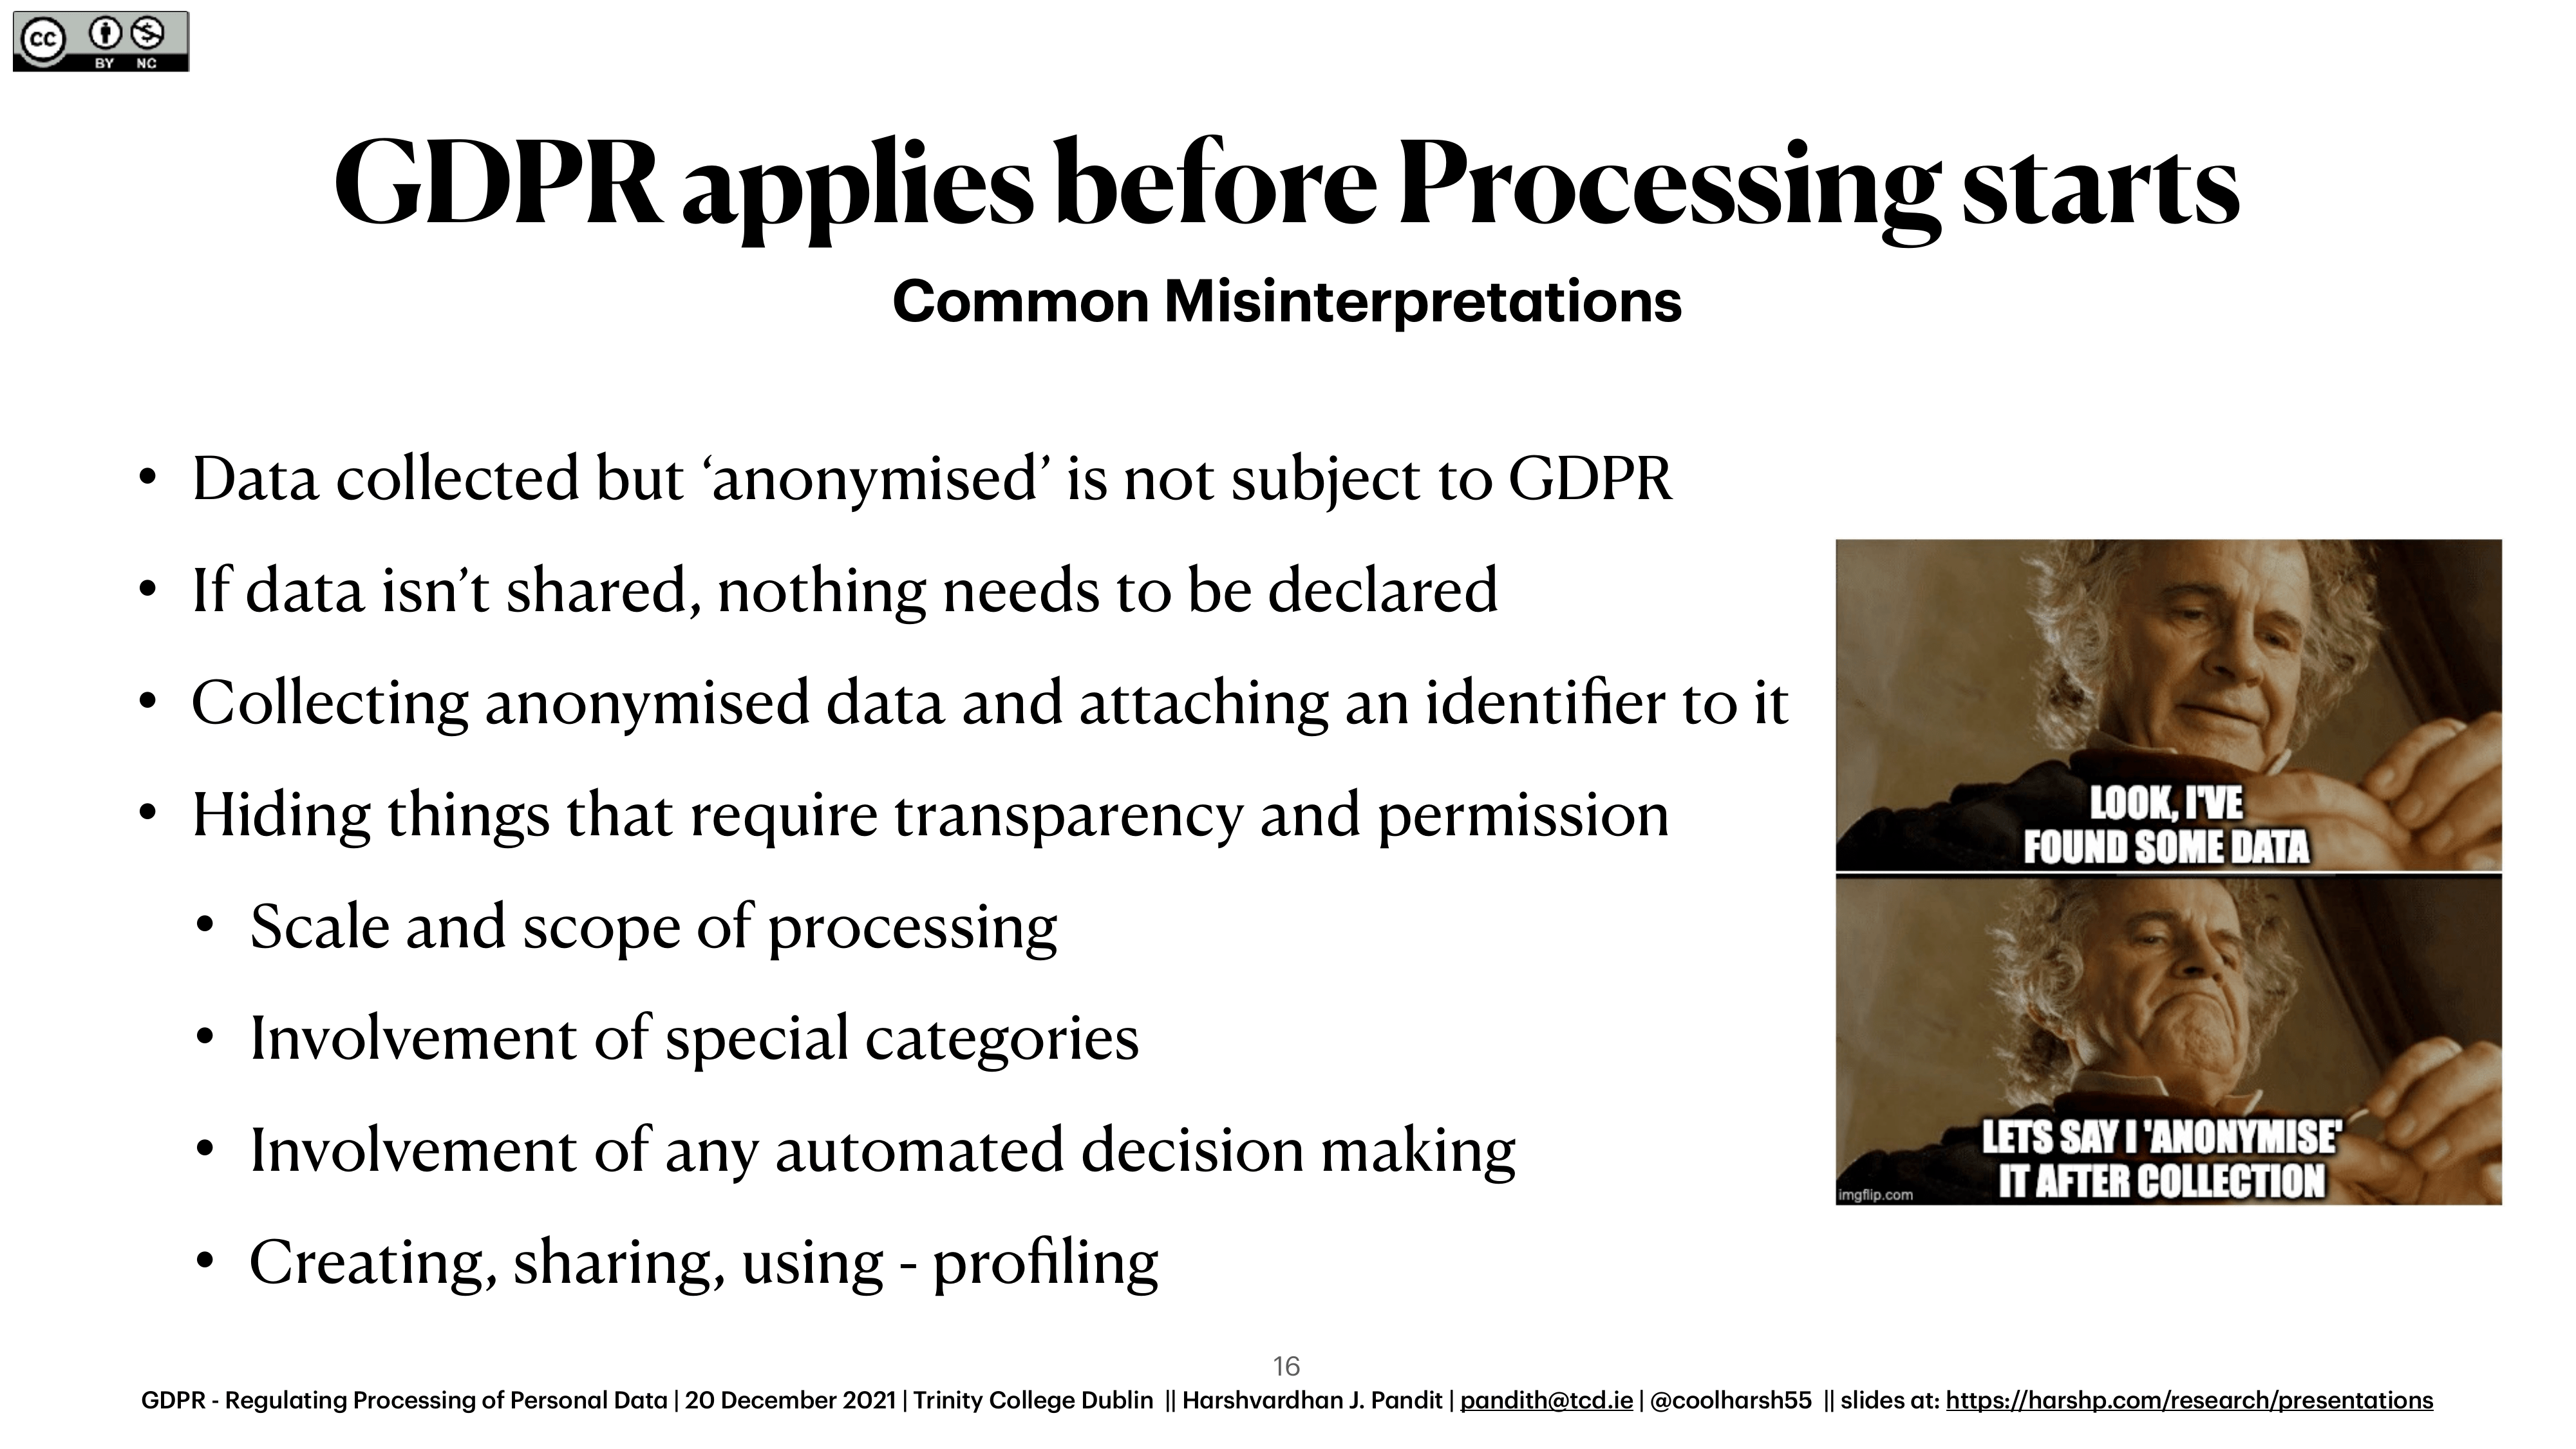 cc
BY NC
GDPR applies before Processing starts
Common Misinterpretations
• Data collected but ‘anonymised’ is not subject to GDPR
• If data isn’t shared, nothing needs to be declared
• Collecting anonymised data and attaching an identifier to it
• Hiding things that require transparency and permission
• Scale and scope of processing
• Involvement of special categories
• Involvement of any automated decision making
• Creating, sharing, using - profiling
LOOK, I'VE
FOUND SOME DATA
LETS SAY I 'ANONYMISE'
IT AFTER COLLECTION
imgflip.com
16
GDPR - Regulating Processing of Personal Data | 20 December 2021 | Trinity College Dublin || Harshvardhan J. Pandit | pandith@tcd.ie | @coolharsh55 || slides at: https://harshp.com/research/presentations